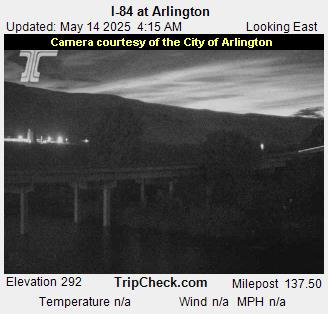 I-84 at Arlington
Updated: May 14 2025 4:15 AM Looking East
Camera courtesy of the City of Arlington
Elevation 292 TripCheck.com Milepost 137.50
Temperature n/a Wind n/a MPH n/a